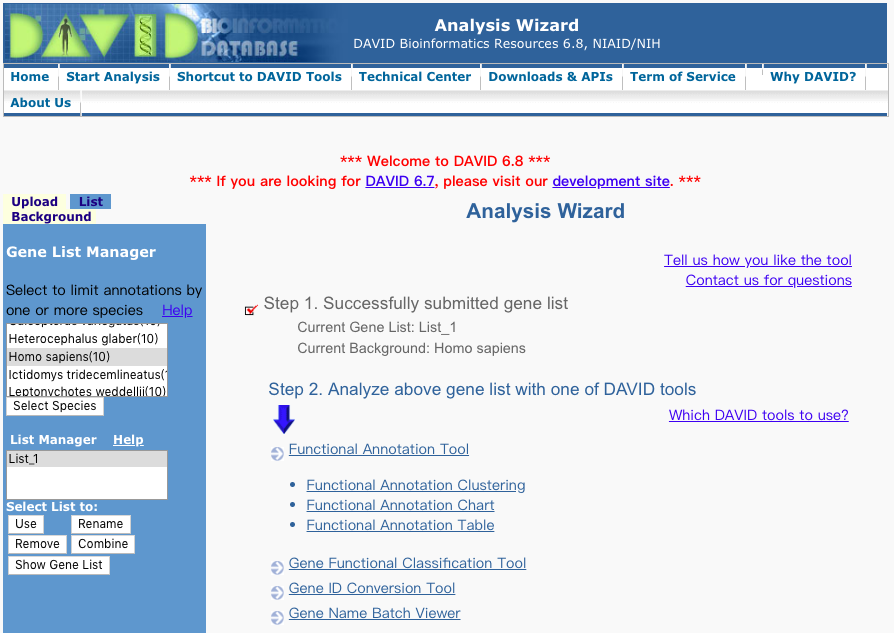 DAVID BIOINFORMATICS
DATABASE
Analysis Wizard
DAVID Bioinformatics Resources 6.8, NIAID/NIH
Home Start Analysis Shortcut to DAVID Tools Technical Center Downloads & APIs Term of Service Why DAVID?
About Us
*** Welcome to DAVID 6.8 ***
*** If you are looking for DAVID 6.7, please visit our development site. ***
Upload List
Background
Analysis Wizard
Gene List Manager
Select to limit annotations by
one or more species Help
Heterocephalus glaber(10)
Homo sapiens(10)
Ictidomys tridecemlineatus(
Leptonychotes weddellii(10)
Select Species
List Manager Help
List_1
Select List to:
Use Rename
Remove Combine
Show Gene List
Tell us how you like the tool
Contact us for questions
Step 1. Successfully submitted gene list
Current Gene List: List_1
Current Background: Homo sapiens
Step 2. Analyze above gene list with one of DAVID tools
Which DAVID tools to use?
Functional Annotation Tool
Functional Annotation Clustering
Functional Annotation Chart
Functional Annotation Table
Gene Functional Classification Tool
Gene ID Conversion Tool
Gene Name Batch Viewer